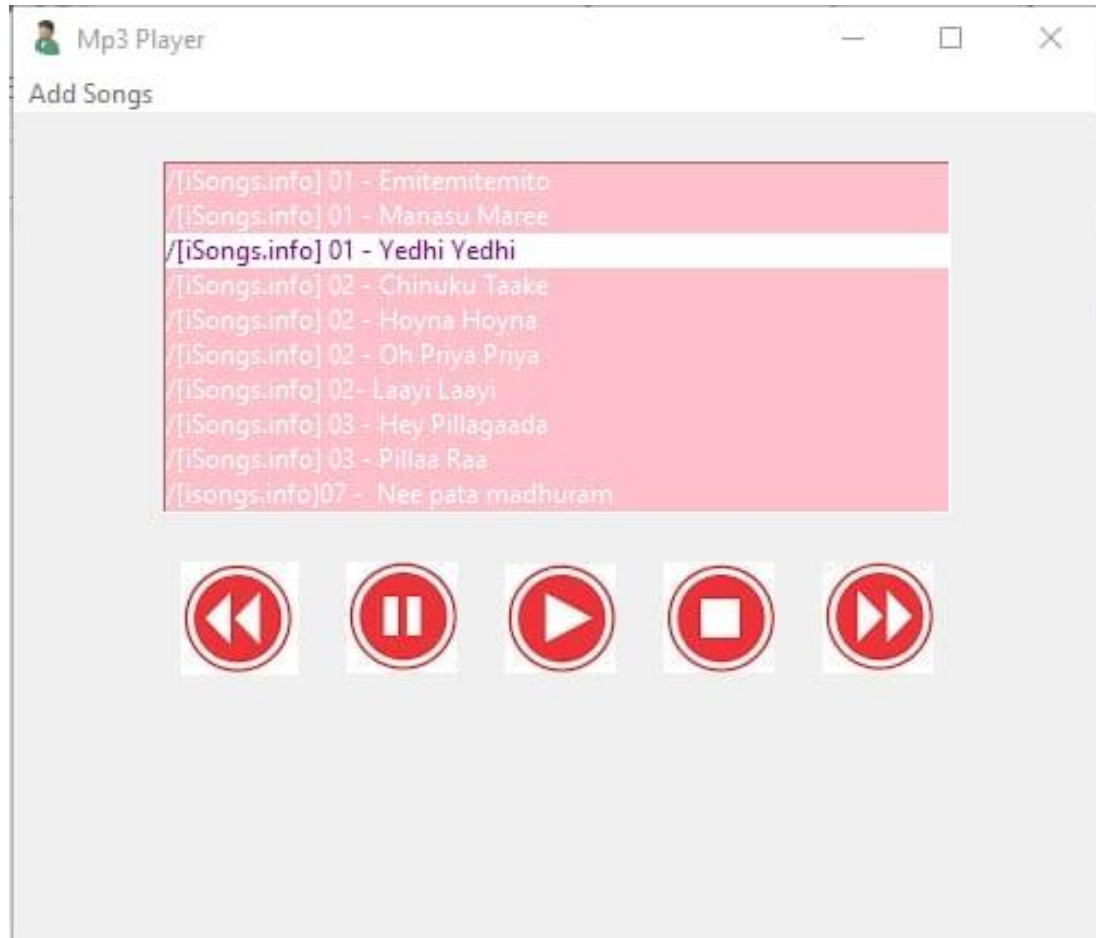 Mp3 Player
Add Songs
/[iSongs.info] 01 - Emitemitemito
/[iSongs.info] 01 - Manasu Maree
/[iSongs.info] 01 - Yedhi Yedhi
/[iSongs.info] 02 - Chinuku Taake
/[iSongs.info] 02 - Hoyna Hoyna
/[iSongs.info] 02 - Oh Priya Priya
/[iSongs.info] 02- Laayi Laayi
/[iSongs.info] 03 - Hey Pillagaada
/[iSongs.info] 03 - Pillaa Raa
/[isongs.info]07 -  Nee pata madhuram